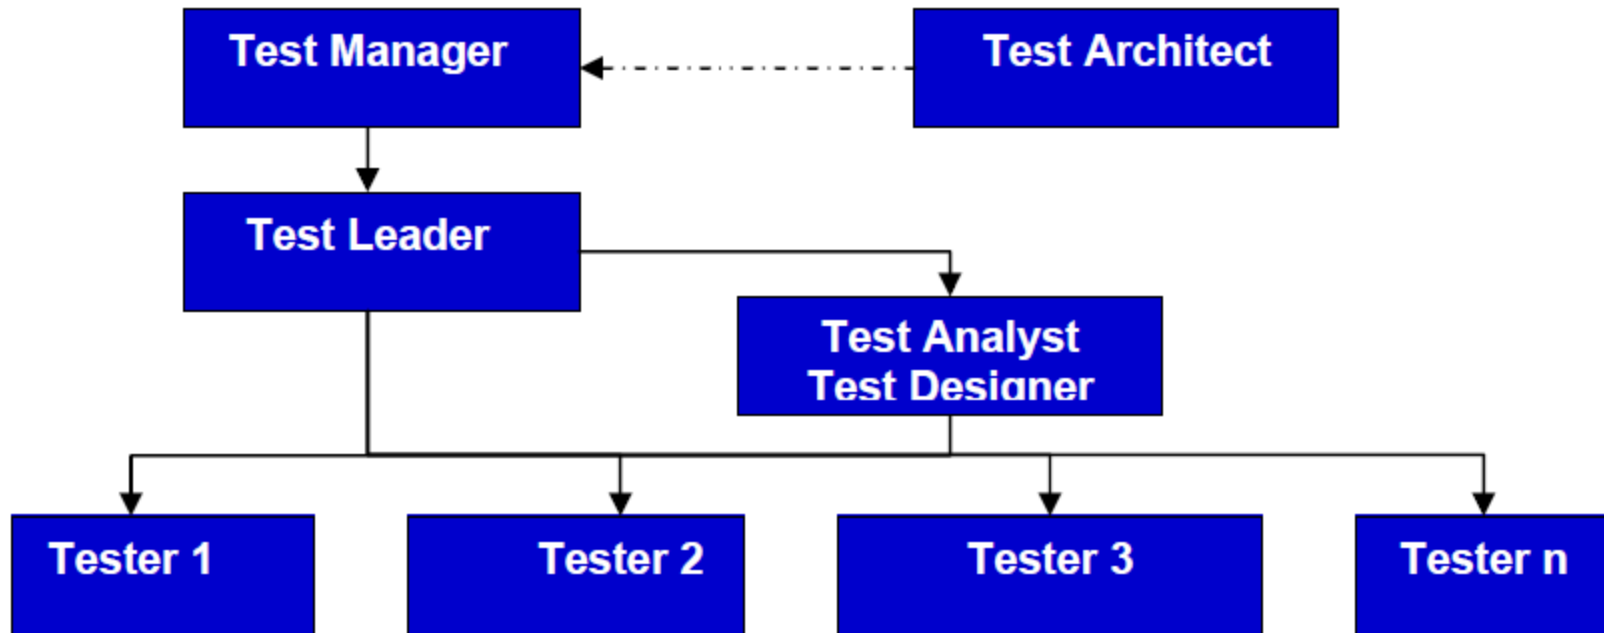 Test Manager
Test Architect
Test Leader
Test Analyst
Test Designer
Tester 1
Tester 2
Tester 3
Tester n